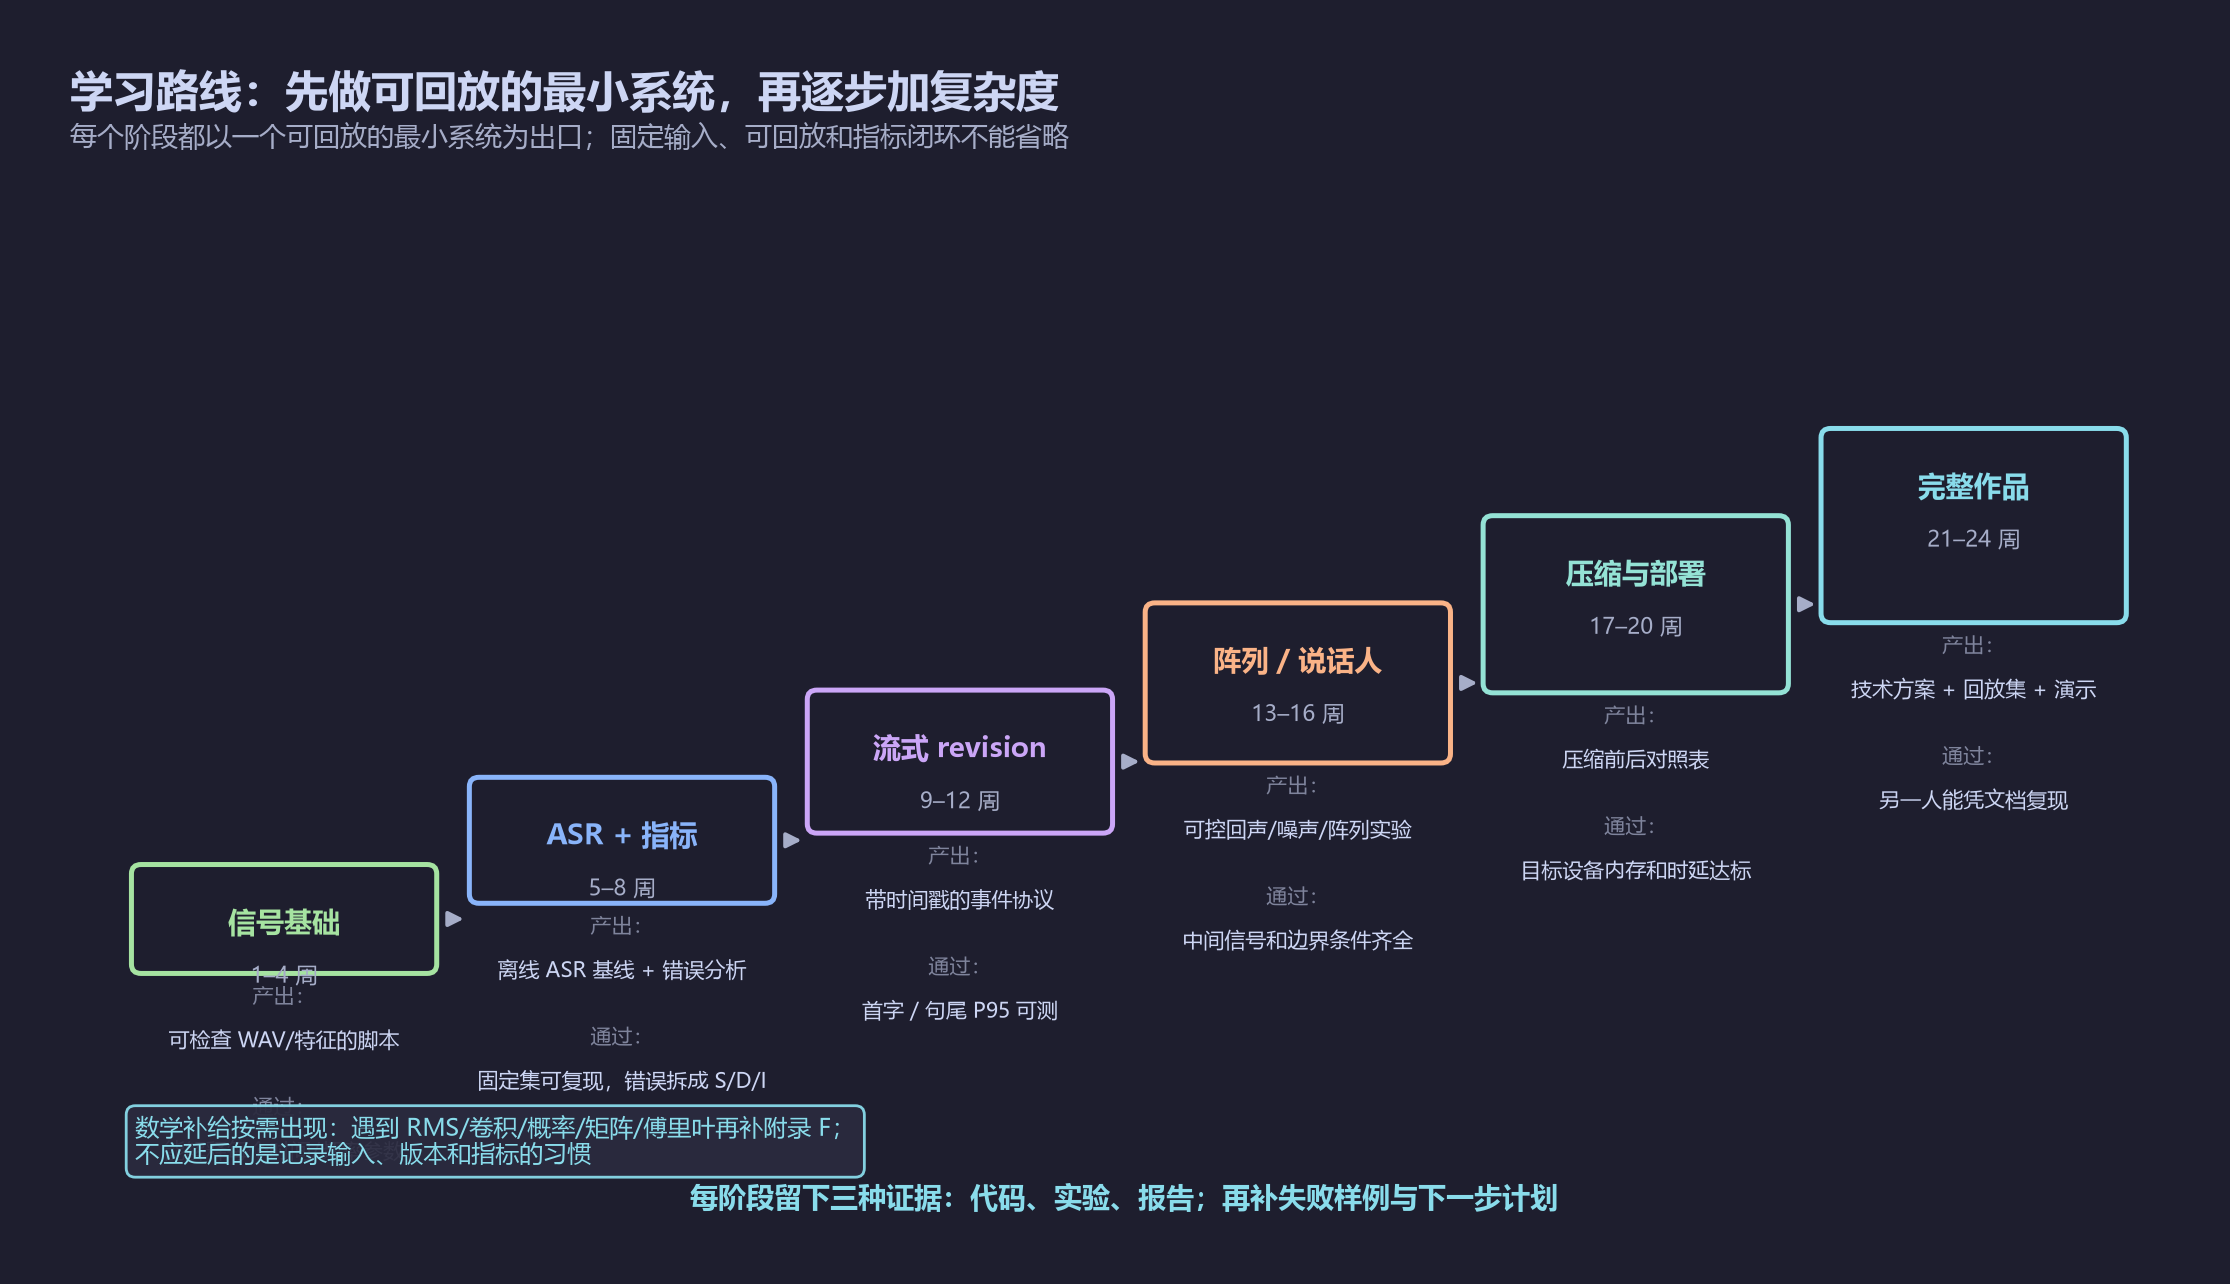 学习路线：先做可回放的最小系统，再逐步加复杂度
每个阶段都以一个可回放的最小系统为出口；固定输入、可回放和指标闭环不能省略
信号基础
1–4 周
产出：
可检查 WAV/特征的脚本
通过：
ASR + 指标
5–8 周
产出：
离线 ASR 基线 + 错误分析
通过：
固定集可复现，错误拆成 S/D/I
流式 revision
9–12 周
产出：
带时间戳的事件协议
通过：
首字 / 句尾 P95 可测
阵列 / 说话人
13–16 周
产出：
可控回声/噪声/阵列实验
通过：
中间信号和边界条件齐全
压缩与部署
17–20 周
产出：
压缩前后对照表
通过：
目标设备内存和时延达标
完整作品
21–24 周
产出：
技术方案 + 回放集 + 演示
通过：
另一人能凭文档复现
数学补给按需出现：遇到 RMS/卷积/概率/矩阵/傅里叶再补附录 F；
不应延后的是记录输入、版本和指标的习惯
每阶段留下三种证据：代码、实验、报告；再补失败样例与下一步计划